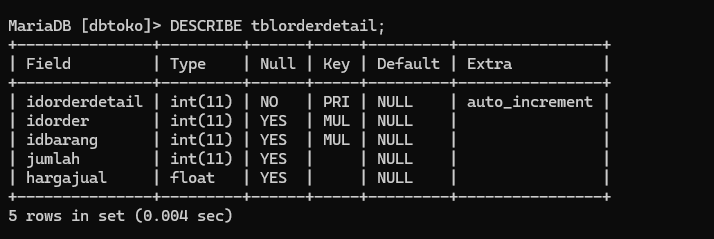 MariaDB [dbtoko]> DESCRIBE tblorderdetail;
+---------------+---------+------+-----+---------+----------------+
| Field         | Type    | Null | Key | Default | Extra          |
+---------------+---------+------+-----+---------+----------------+
| idorderdetail | int(11) | NO   | PRI | NULL    | auto_increment |
| idorder       | int(11) | YES  | MUL | NULL    |                |
| idbarang      | int(11) | YES  | MUL | NULL    |                |
| jumlah        | int(11) | YES  |     | NULL    |                |
| hargajual     | float   | YES  |     | NULL    |                |
+---------------+---------+------+-----+---------+----------------+
5 rows in set (0.004 sec)